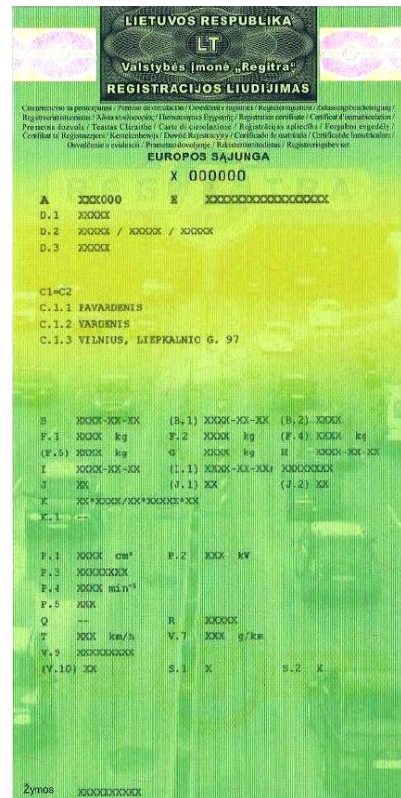 LIETUVOS RESPUBLIKA
LT
Valstybės įmonė „Regitra“
REGISTRACIJOS LIUDIJIMAS
EUROPOS SĄJUNGA
X 000000
A XXX000 E XXXXXXXXXXXXXXXXX
D.1 XXXXX
D.2 XXXXX / XXXXX / XXXXX
D.3 XXXXX
C1=C2
C.1.1 PAVARDENIS
C.1.2 VARDENIS
C.1.3 VILNIUS, LIEPKALNIO G. 97
B XXXX-XX-XX (B.1) XXXX-XX-XX (B.2) XXXX
F.1 XXXX kg F.2 XXXX kg (F.4) XXXX kg
(F.5) XXXX kg G XXXX kg H XXXX-XX-XX
I XXXX-XX-XX (I.1) XXXX-XX-XX: XXXXXXXX
J XX (J.1) XX (J.2) XX
K XX*XXXX/XX*XXXXX*XX
K.1 --
P.1 XXXX cm³ P.2 XXX kW
P.3 XXXXXXXX
P.4 XXXX min⁻¹
P.5 XXX
Q -- R XXXXX
T XXX km/h V.7 XXX g/km
V.9 XXXXXXXXX
(V.10) XX S.1 X S.2 X
Žymos XXXXXXXXXX